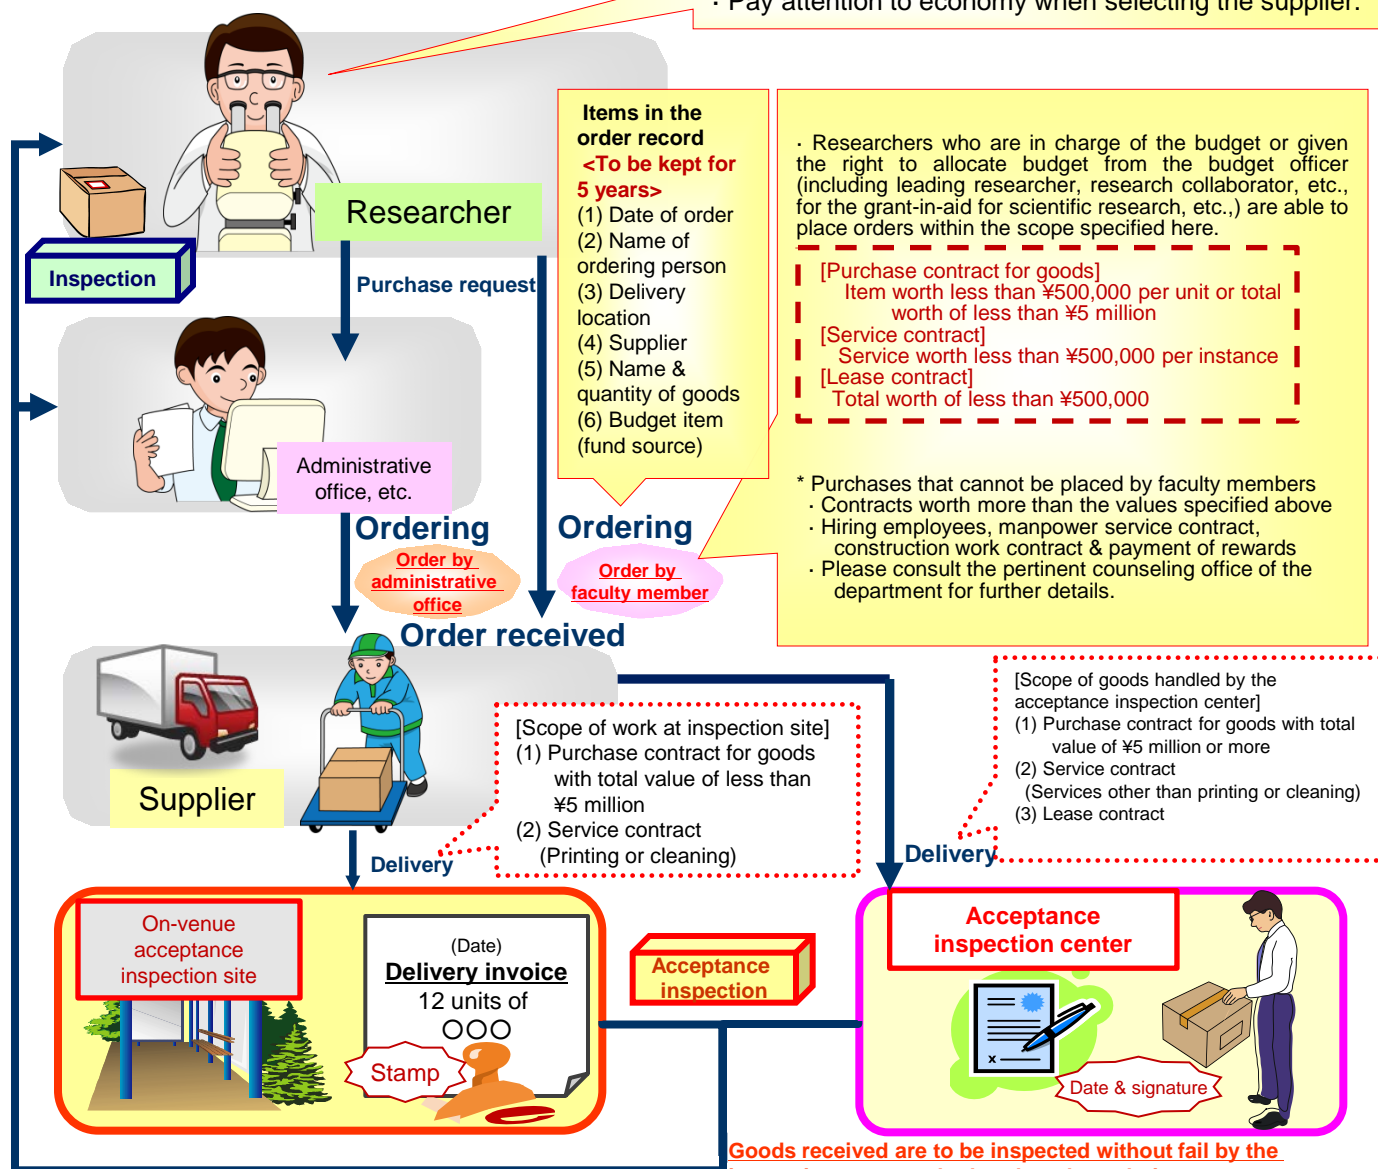 · Pay attention to economy when selecting the supplier.
Items in the
order record
<To be kept for
5 years>
(1) Date of order
(2) Name of
ordering person
(3) Delivery
location
(4) Supplier
(5) Name &
quantity of goods
(6) Budget item
(fund source)
· Researchers who are in charge of the budget or given
the right to allocate budget from the budget officer
(including leading researcher, research collaborator, etc.,
for the grant-in-aid for scientific research, etc.,) are able to
place orders within the scope specified here.
[Purchase contract for goods]
Item worth less than ¥500,000 per unit or total
worth of less than ¥5 million
[Service contract]
Service worth less than ¥500,000 per instance
[Lease contract]
Total worth of less than ¥500,000
* Purchases that cannot be placed by faculty members
· Contracts worth more than the values specified above
· Hiring employees, manpower service contract,
construction work contract & payment of rewards
· Please consult the pertinent counseling office of the
department for further details.
Researcher
Inspection
Purchase request
Administrative
office, etc.
Ordering
Order by
administrative
office
Ordering
Order by
faculty member
Order received
Supplier
Delivery
[Scope of work at inspection site]
(1) Purchase contract for goods
with total value of less than
¥5 million
(2) Service contract
(Printing or cleaning)
Delivery
[Scope of goods handled by the
acceptance inspection center]
(1) Purchase contract for goods with total
value of ¥5 million or more
(2) Service contract
(Services other than printing or cleaning)
(3) Lease contract
On-venue
acceptance
inspection site
(Date)
Delivery invoice
12 units of
○○○
Stamp
Acceptance
inspection
Acceptance
inspection center
x
Date & signature
Goods received are to be inspected without fail by the